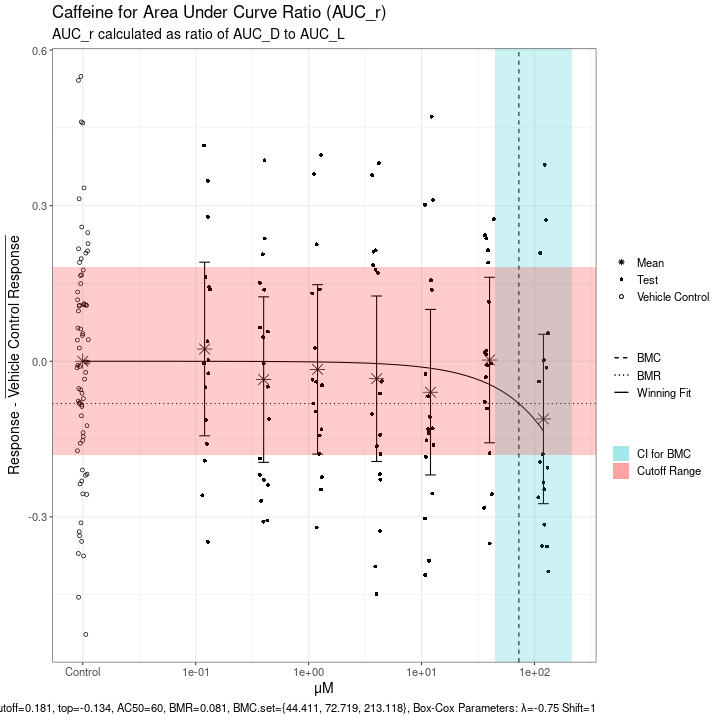 Caffeine for Area Under Curve Ratio (AUC_r)
AUC_r calculated as ratio of AUC_D to AUC_L
Response - Vehicle Control Response
0.6
0.3
0.0
-0.3
Control
1e-01
1e+00
1e+01
1e+02
µM
Mean
Test
Vehicle Control
BMC
BMR
Winning Fit
CI for BMC
Cutoff Range
utoff=0.181, top=-0.134, AC50=60, BMR=0.081, BMC.set={44.411, 72.719, 213.118}, Box-Cox Parameters: λ=-0.75 Shift=1